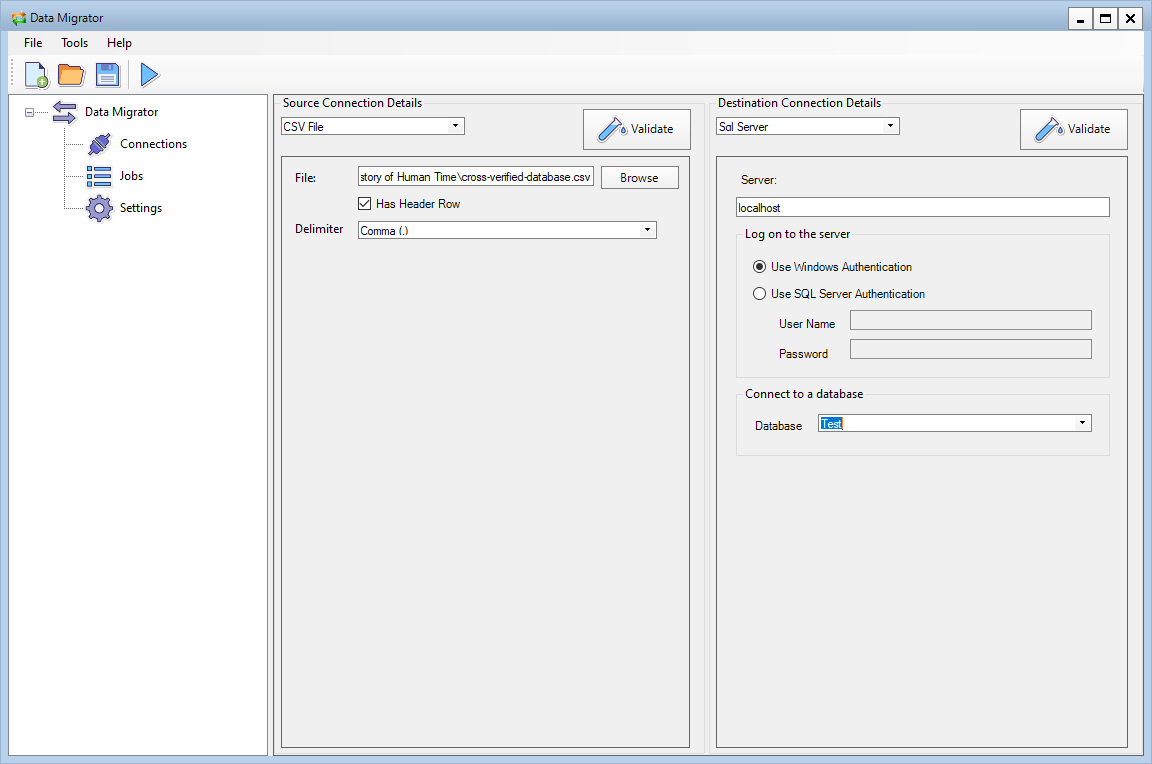 Data Migrator
File Tools Help
Data Migrator
Connections
Jobs
Settings
Source Connection Details
CSV File
Validate
File:
story of Human Time\cross-verified-database.csv
Browse
Has Header Row
Delimiter
Comma (,)
Destination Connection Details
Sql Server
Validate
Server:
localhost
Log on to the server
Use Windows Authentication
Use SQL Server Authentication
User Name
Password
Connect to a database
Database
Test